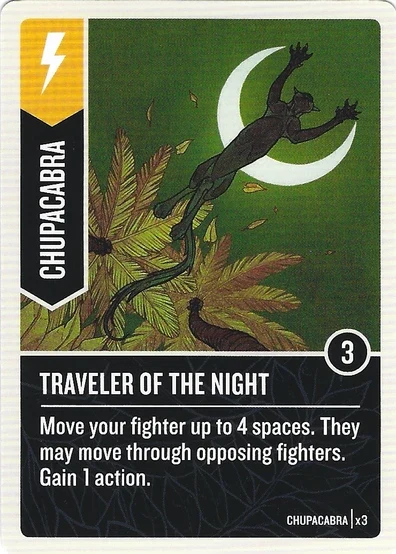 CHUPACABRA
3
TRAVELER OF THE NIGHT
Move your fighter up to 4 spaces. They
may move through opposing fighters.
Gain 1 action.
CHUPACABRA | x3